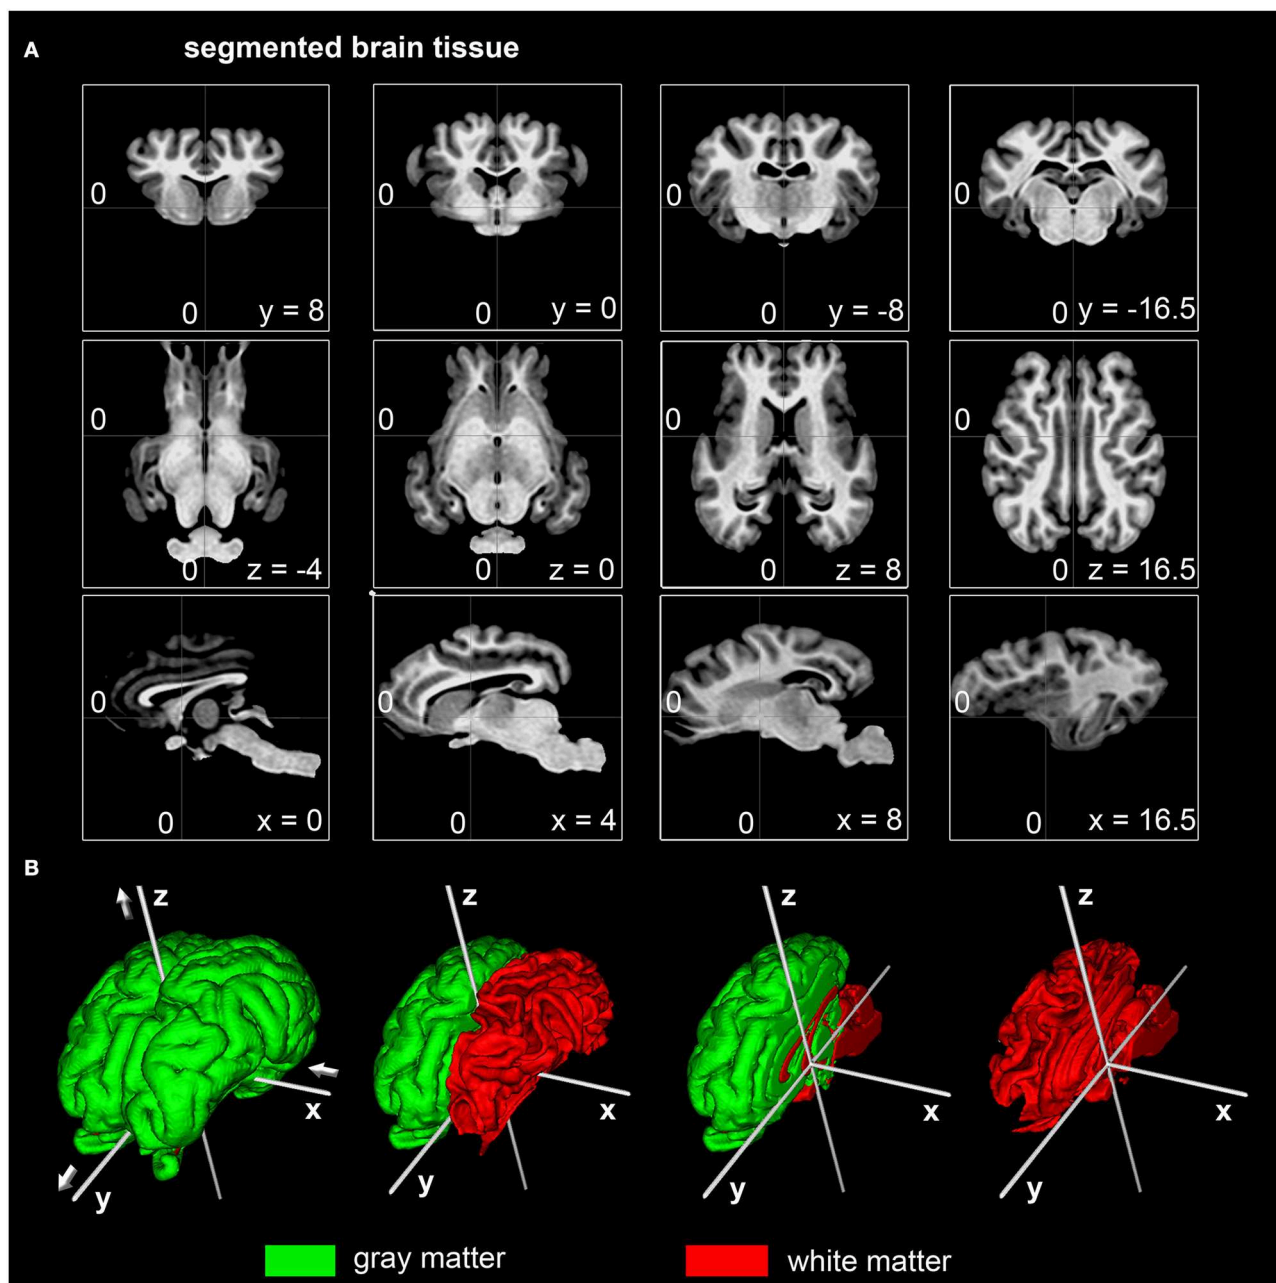 A
segmented brain tissue
0
0 y = 8
0
0 y = 0
0
0 y = -8
0
0 y = -16.5
0
0 z = -4
0
0 z = 0
0
0 z = 8
0
0 z = 16.5
0
0 x = 0
0
0 x = 4
0
0 x = 8
0
0 x = 16.5
B
z
x
y
z
x
y
z
x
y
z
x
y
gray matter
white matter